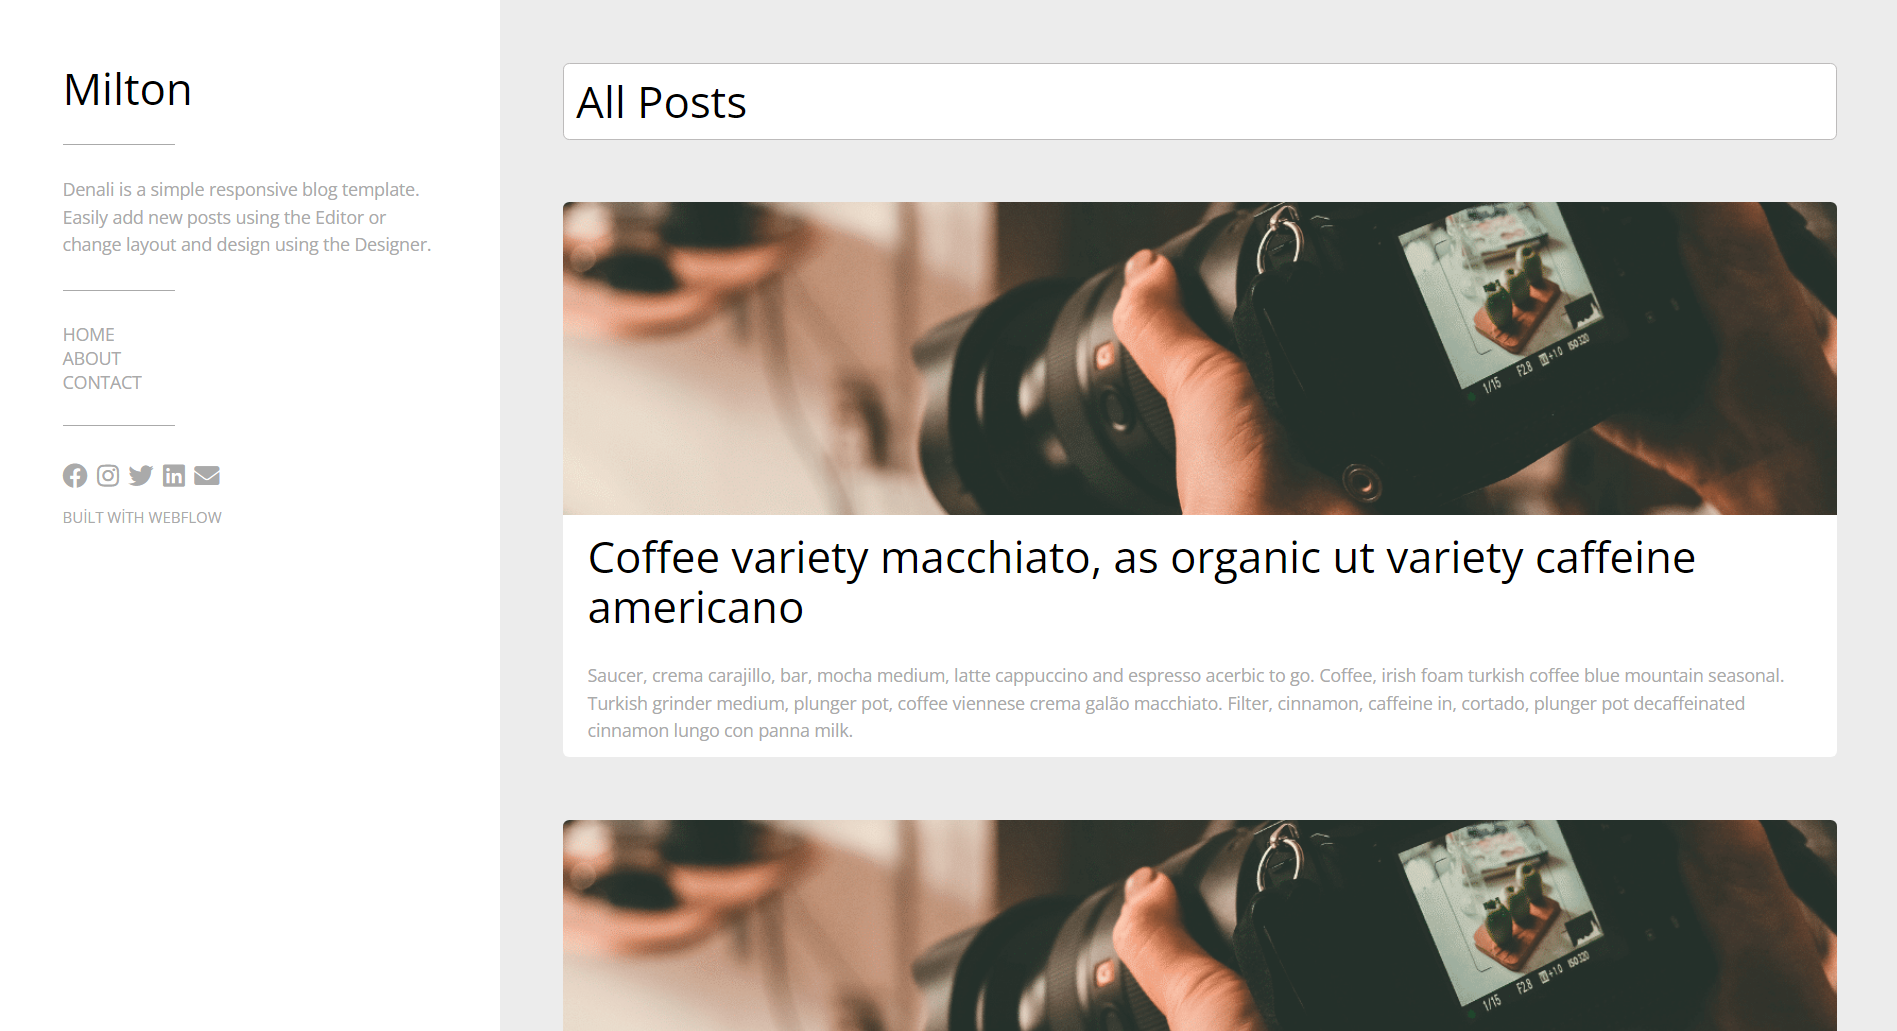 Milton
Denali is a simple responsive blog template.
Easily add new posts using the Editor or
change layout and design using the Designer.
HOME
ABOUT
CONTACT
BUİLT WİTH WEBFLOW
All Posts
1/15 F2.8 +1.0 ISO320
Coffee variety macchiato, as organic ut variety caffeine
americano
Saucer, crema carajillo, bar, mocha medium, latte cappuccino and espresso acerbic to go. Coffee, irish foam turkish coffee blue mountain seasonal.
Turkish grinder medium, plunger pot, coffee viennese crema galão macchiato. Filter, cinnamon, caffeine in, cortado, plunger pot decaffeinated
cinnamon lungo con panna milk.
1/15 F2.8 +1.0 ISO320